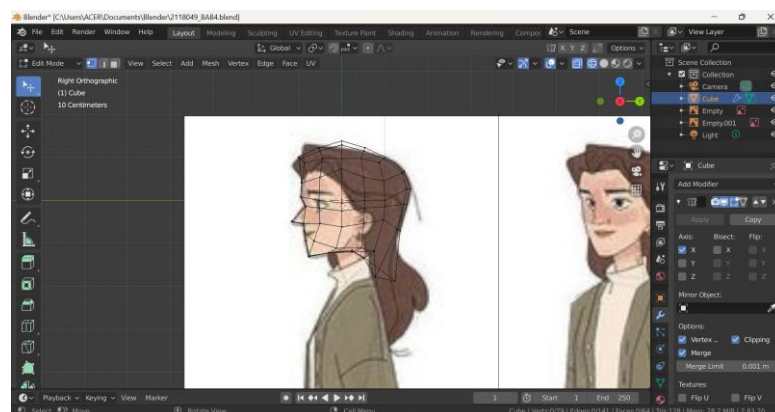 Blender* [C:\Users\ACER\Documents\Blender\2118049_BAB4.blend]
File Edit Render Window Help Layout Modeling Sculpting UV Editing Texture Paint Shading Animation Rendering Scene View Layer
Global Options
Edit Mode View Select Add Mesh Vertex Edge Face UV
Right Orthographic
(1) Cube
10 Centimeters
X Y Z
Scene Collection
Collection
Camera
Cube
Empty
Empty.001
Light
Cube
Add Modifier
Apply Copy
Axis: Bisect: Flip:
X X X
Y Y Y
Z Z Z
Mirror Object:
Options:
Vertex .. Clipping
Merge
Merge Limit 0.001 m
Textures:
Flip U Flip V
Playback Keying View Marker 1 Start 1 End 250
Select Rotate View Call Menu